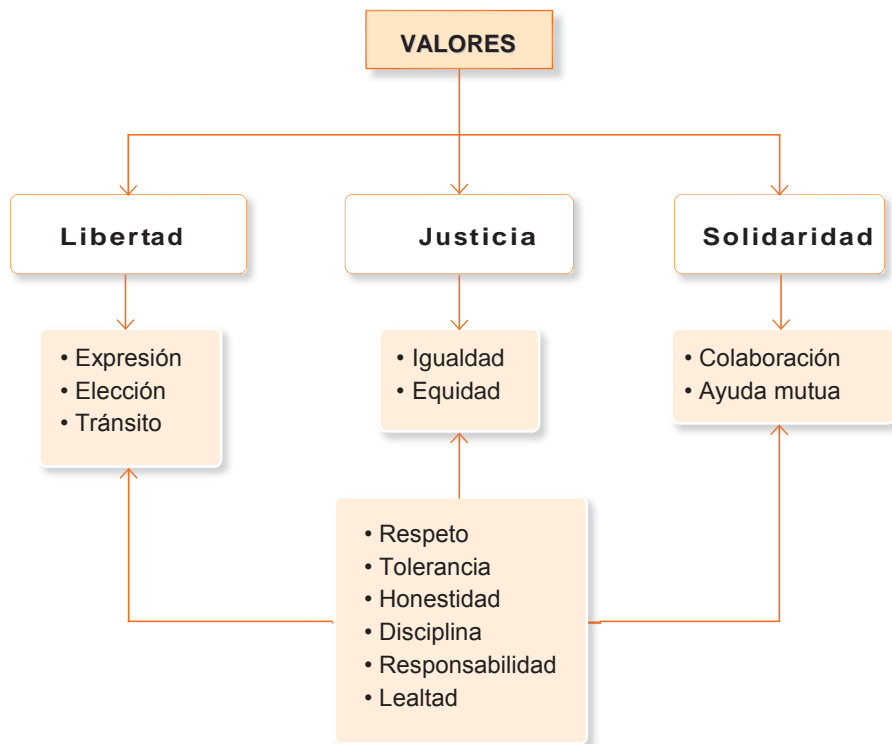 VALORES
Libertad
Justicia
Solidaridad
• Expresión
• Elección
• Tránsito
• Igualdad
• Equidad
• Colaboración
• Ayuda mutua
• Respeto
• Tolerancia
• Honestidad
• Disciplina
• Responsabilidad
• Lealtad